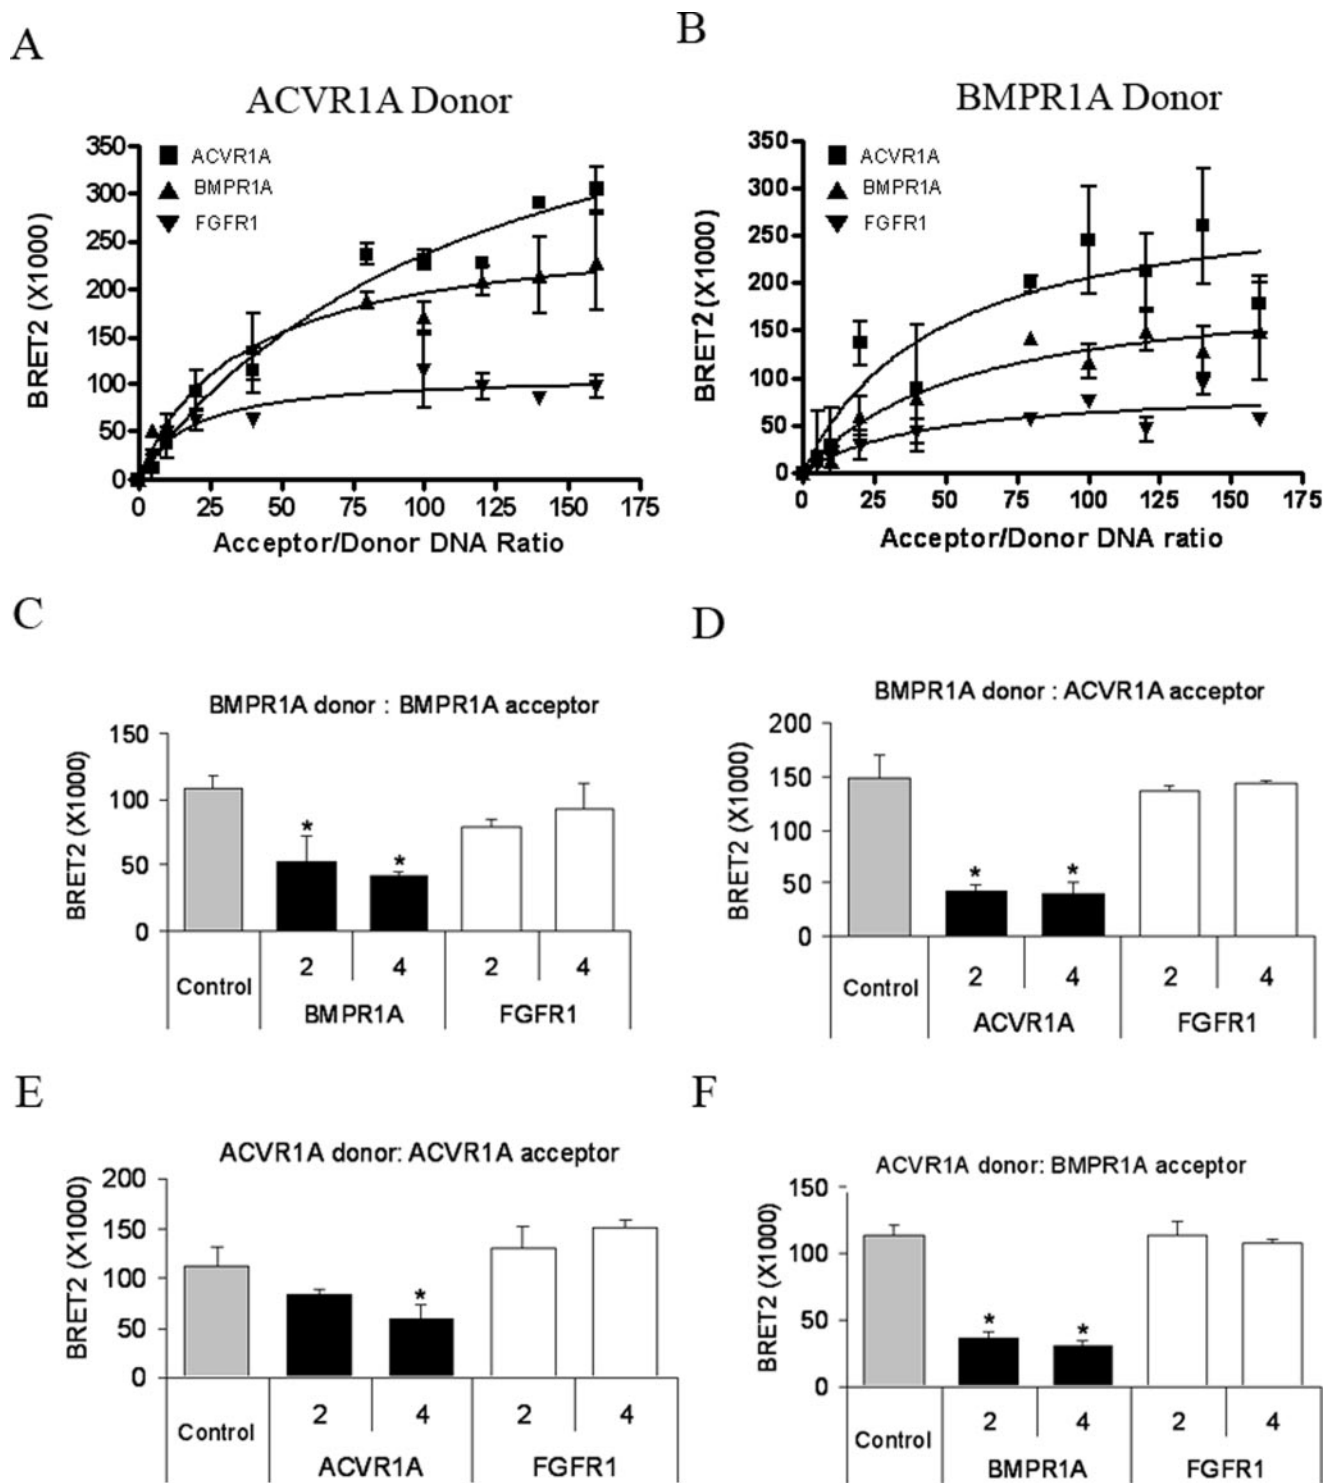 A
B
ACVR1A Donor
BMPR1A Donor
BRET2 (X1000)
350
300
250
200
150
100
50
0
ACVR1A
BMPR1A
FGFR1
0 25 50 75 100 125 150 175
Acceptor/Donor DNA Ratio
BRET2 (X1000)
350
300
250
200
150
100
50
0
ACVR1A
BMPR1A
FGFR1
0 25 50 75 100 125 150 175
Acceptor/Donor DNA ratio
C
BMPR1A donor : BMPR1A acceptor
BRET2 (X1000)
150
100
50
0
* *
Control 2 4 2 4
BMPR1A FGFR1
D
BMPR1A donor : ACVR1A acceptor
BRET2 (X1000)
200
150
100
50
0
* *
Control 2 4 2 4
ACVR1A FGFR1
E
ACVR1A donor: ACVR1A acceptor
BRET2 (X1000)
200
150
100
50
0
*
Control 2 4 2 4
ACVR1A FGFR1
F
ACVR1A donor: BMPR1A acceptor
BRET2 (X1000)
150
100
50
0
* *
Control 2 4 2 4
BMPR1A FGFR1